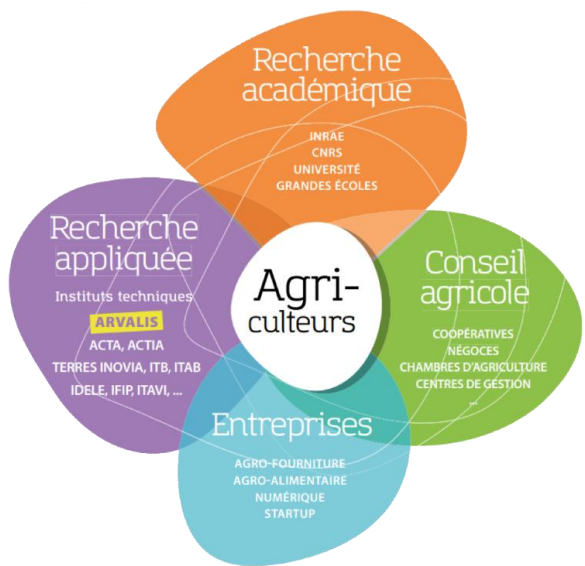 Recherche
académique
INRAE
CNRS
UNIVERSITÉ
GRANDES ÉCOLES
Recherche
appliquée
Instituts techniques
ARVALIS
ACTA, ACTIA
TERRES INOVIA, ITB, ITAB
IDELE, IFIP, ITAVI, ...
Agri-
culteurs
Conseil
agricole
COOPÉRATIVES
NÉGOCES
CHAMBRES D'AGRICULTURE
CENTRES DE GESTION
...
Entreprises
AGRO-FOURNITURE
AGRO-ALIMENTAIRE
NUMÉRIQUE
STARTUP